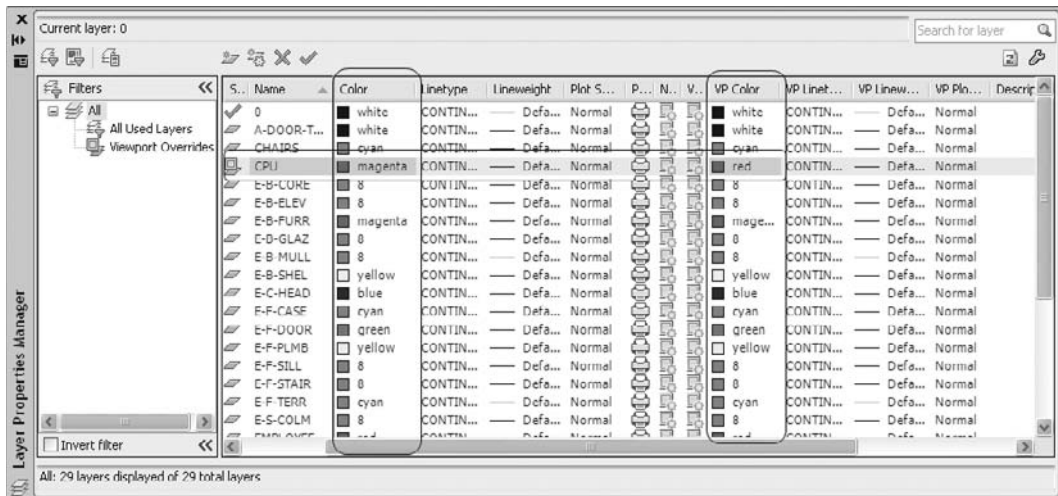 Current layer: 0
Search for layer
Filters
All
All Used Layers
Viewport Overrides
Invert filter
S.. Name Color Linetype Lineweight Plot S... P... N.. V.. VP Color VP Linet... VP Linew... VP Plo... Descrip
0 white CONTIN... Defa... Normal white CONTIN... Defa... Normal
A-DOOR-T... white CONTIN... Defa... Normal white CONTIN... Defa... Normal
CHAIRS cyan CONTIN... Defa... Normal cyan CONTIN... Defa... Normal
CPU magenta CONTIN... Defa... Normal red CONTIN... Defa... Normal
E-B-CORE 8 CONTIN... Defa... Normal 8 CONTIN... Defa... Normal
E-B-ELEV 8 CONTIN... Defa... Normal 8 CONTIN... Defa... Normal
E-B-FURR magenta CONTIN... Defa... Normal mage... CONTIN... Defa... Normal
E-B-GLAZ 8 CONTIN... Defa... Normal 8 CONTIN... Defa... Normal
E-B-MULL 8 CONTIN... Defa... Normal 8 CONTIN... Defa... Normal
E-B-SHEL yellow CONTIN... Defa... Normal yellow CONTIN... Defa... Normal
E-C-HEAD blue CONTIN... Defa... Normal blue CONTIN... Defa... Normal
E-F-CASE cyan CONTIN... Defa... Normal cyan CONTIN... Defa... Normal
E-F-DOOR green CONTIN... Defa... Normal green CONTIN... Defa... Normal
E-F-PLMB yellow CONTIN... Defa... Normal yellow CONTIN... Defa... Normal
E-F-SILL 8 CONTIN... Defa... Normal 8 CONTIN... Defa... Normal
E-F-STAIR 8 CONTIN... Defa... Normal 8 CONTIN... Defa... Normal
E-F-TERR cyan CONTIN... Defa... Normal cyan CONTIN... Defa... Normal
E-S-COLM 8 CONTIN... Defa... Normal 8 CONTIN... Defa... Normal
EMPLOYEE red CONTIN... Defa... Normal red CONTIN... Defa... Normal
Layer Properties Manager
All: 29 layers displayed of 29 total layers